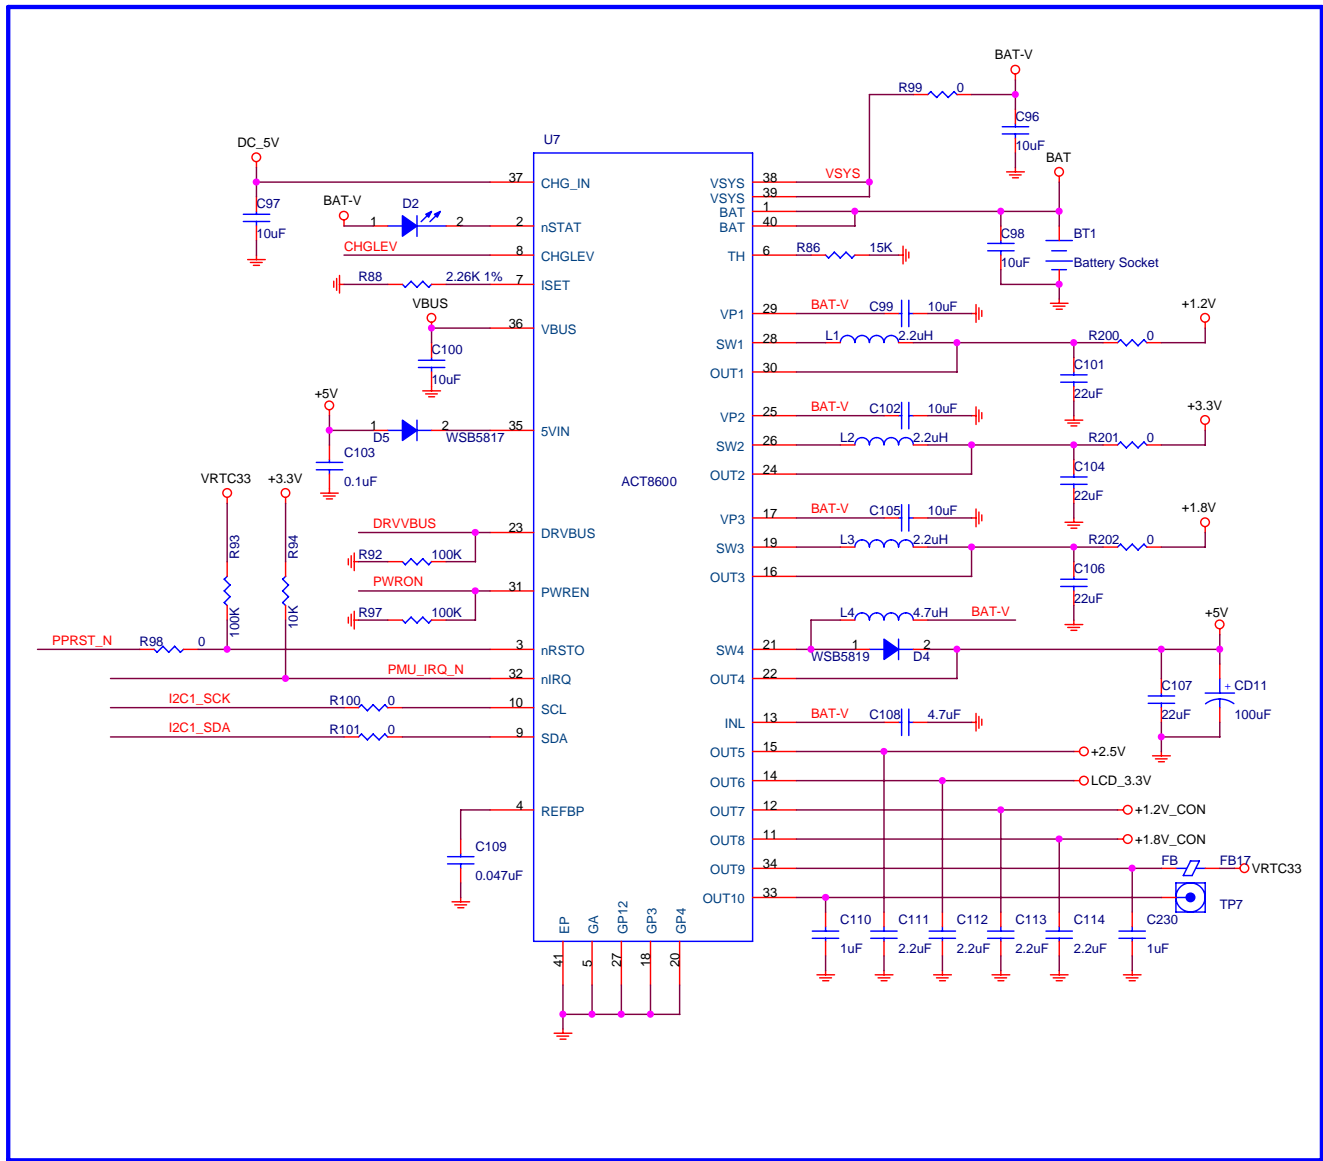 BAT-V
R99 0
C96
10uF
U7
DC_5V
BAT
37 CHG_IN
VSYS 38 VSYS
VSYS 39
C97
10uF
BAT-V
D2
1 2
2 nSTAT
BAT 1
BAT 40
C98
10uF
BT1
Battery Socket
CHGLEV 8 CHGLEV
TH 6 R86 15K
R88 2.26K 1% 7 ISET
+1.2V
VBUS
36 VBUS
VP1 29 BAT-V C99 10uF
SW1 28 L1 2.2uH R200 0
C100
10uF
OUT1 30
C101
22uF
+5V
+3.3V
VP2 25 BAT-V C102 10uF
1 2 35 5VIN
D5 WSB5817
SW2 26 L2 2.2uH R201 0
C103
0.1uF
OUT2 24
C104
22uF
VRTC33 +3.3V
ACT8600
+1.8V
VP3 17 BAT-V C105 10uF
DRVVBUS 23 DRVBUS
R93 R94
SW3 19 L3 2.2uH R202 0
R92 100K
OUT3 16
C106
22uF
PWRON 31 PWREN
100K 10K
R97 100K
L4 4.7uH BAT-V
+5V
PPRST_N R98 0 3 nRSTO
SW4 21 1 2
WSB5819 D4
PMU_IRQ_N 32 nIRQ
OUT4 22
C107
22uF
+ CD11
100uF
I2C1_SCK R100 0 10 SCL
INL 13 BAT-V C108 4.7uF
I2C1_SDA R101 0 9 SDA
OUT5 15 +2.5V
OUT6 14 LCD_3.3V
4 REFBP
OUT7 12 +1.2V_CON
OUT8 11 +1.8V_CON
C109
0.047uF
OUT9 34 FB FB17 VRTC33
OUT10 33 TP7
EP GA GP12 GP3 GP4
C110 C111 C112 C113 C114 C230
1uF 2.2uF 2.2uF 2.2uF 2.2uF 1uF
41 5 27 18 20